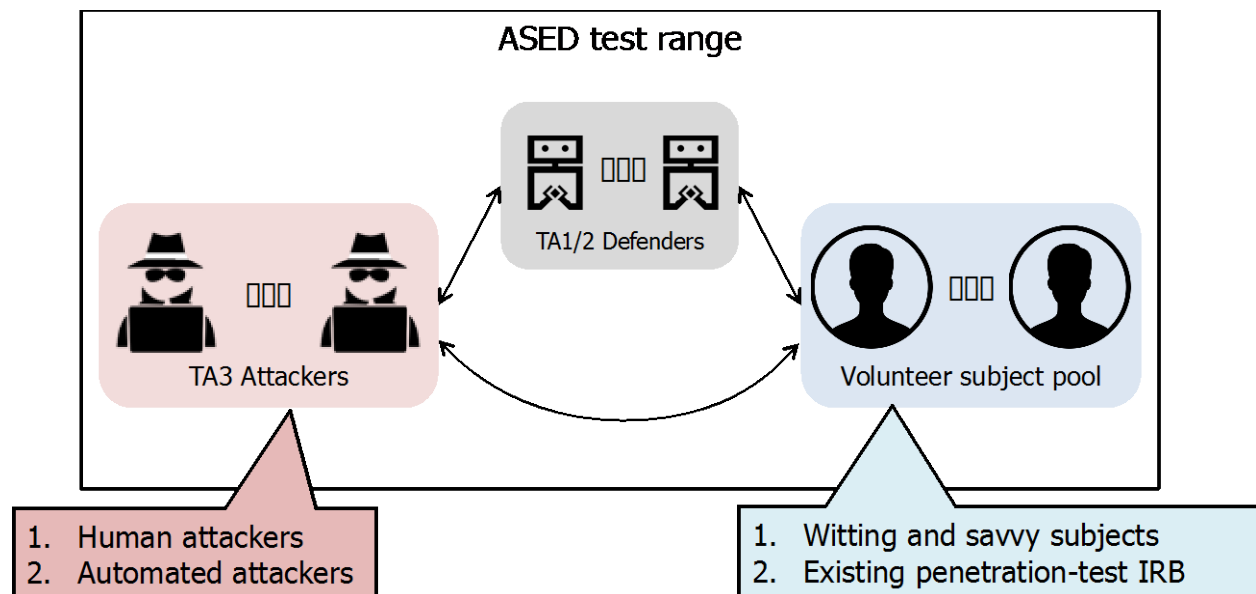 ASED test range
▯▯▯
TA1/2 Defenders
▯▯▯
TA3 Attackers
▯▯▯
Volunteer subject pool
1. Human attackers
2. Automated attackers
1. Witting and savvy subjects
2. Existing penetration-test IRB